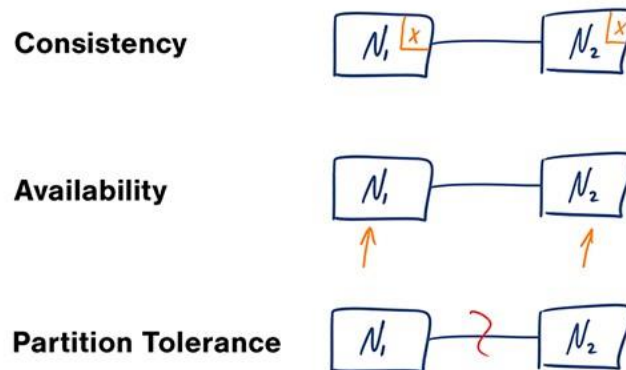 Consistency N₁ x N₂ x
Availability N₁ N₂
Partition Tolerance N₁ N₂